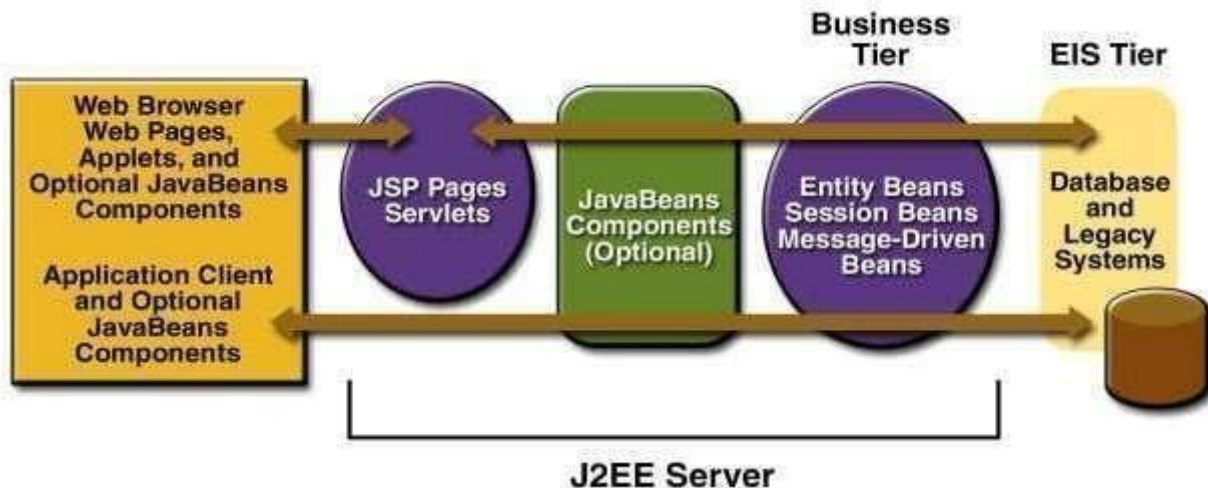 Business
Tier
EIS Tier
Web Browser
Web Pages,
Applets, and
Optional JavaBeans
Components
Application Client
and Optional
JavaBeans
Components
JSP Pages
Servlets
JavaBeans
Components
(Optional)
Entity Beans
Session Beans
Message-Driven
Beans
Database
and
Legacy
Systems
J2EE Server